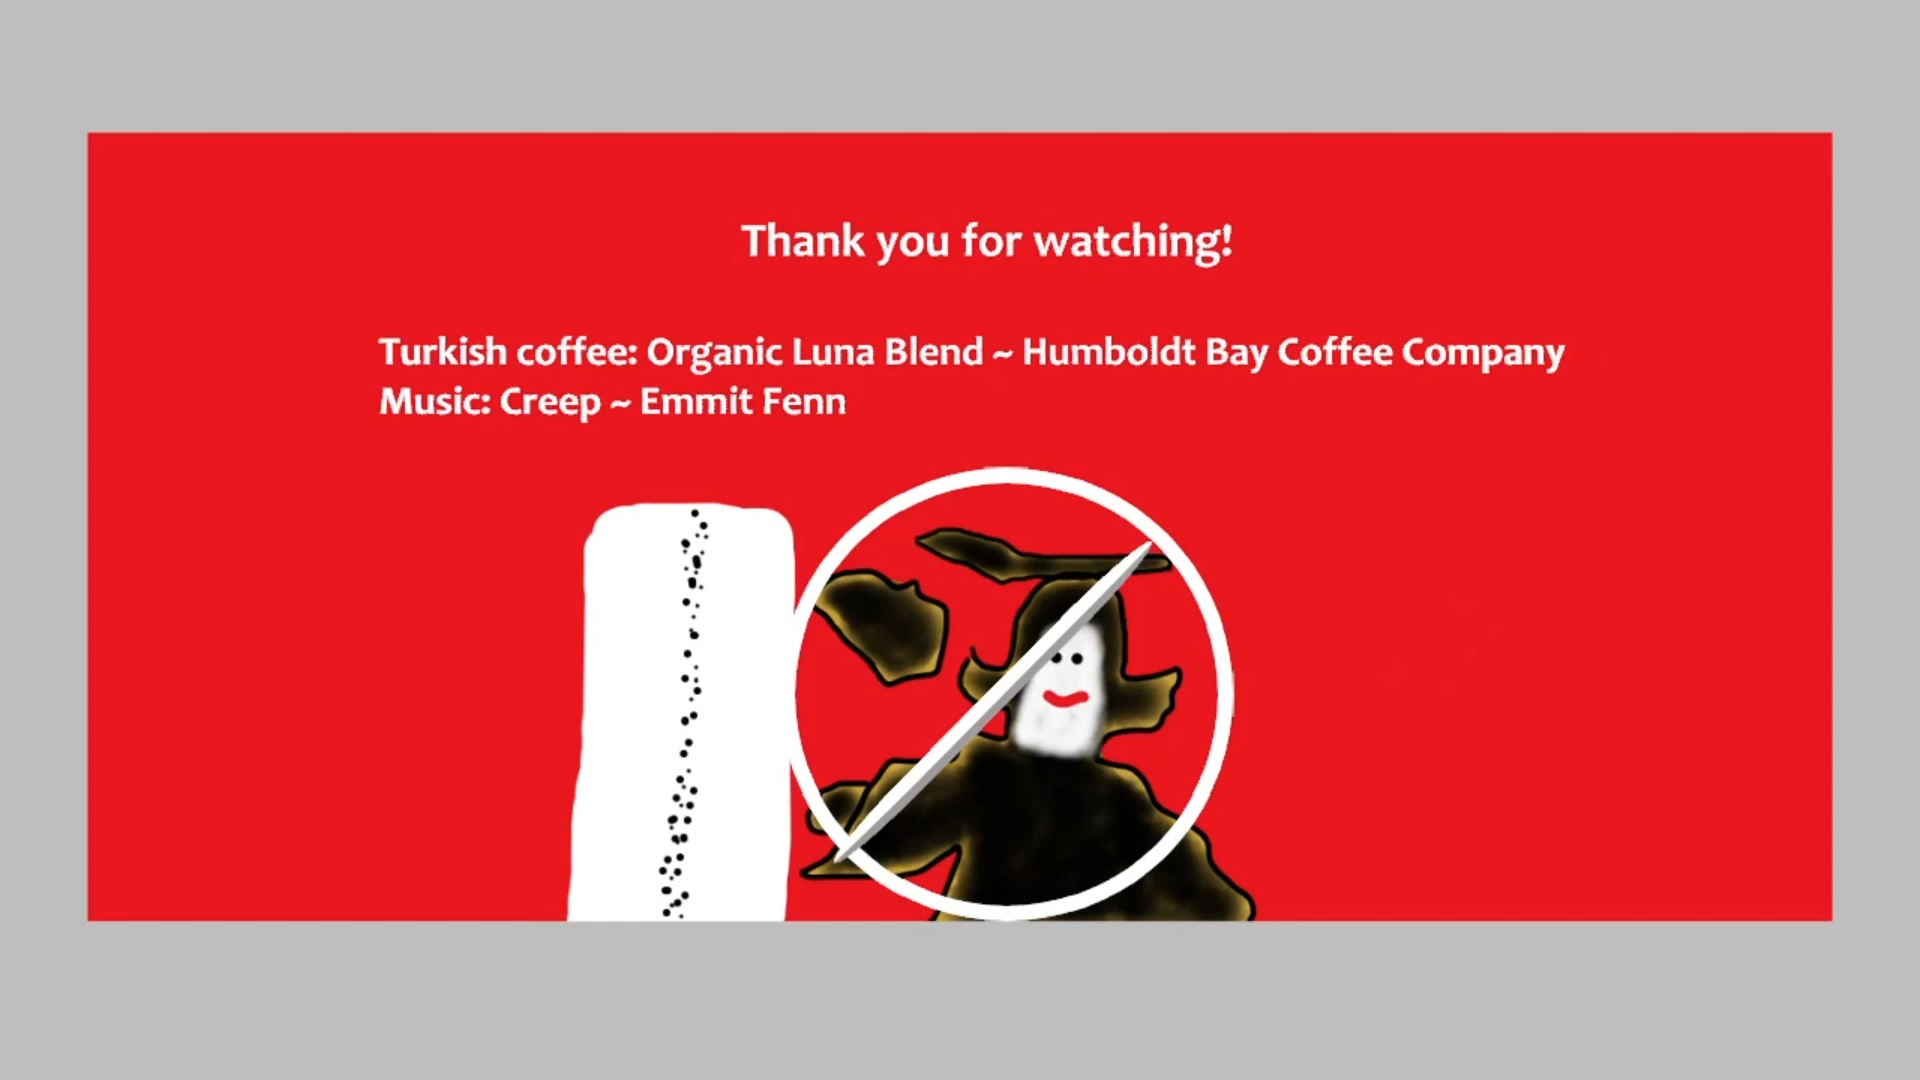 Thank you for watching!
Turkish coffee: Organic Luna Blend ~ Humboldt Bay Coffee Company
Music: Creep ~ Emmit Fenn